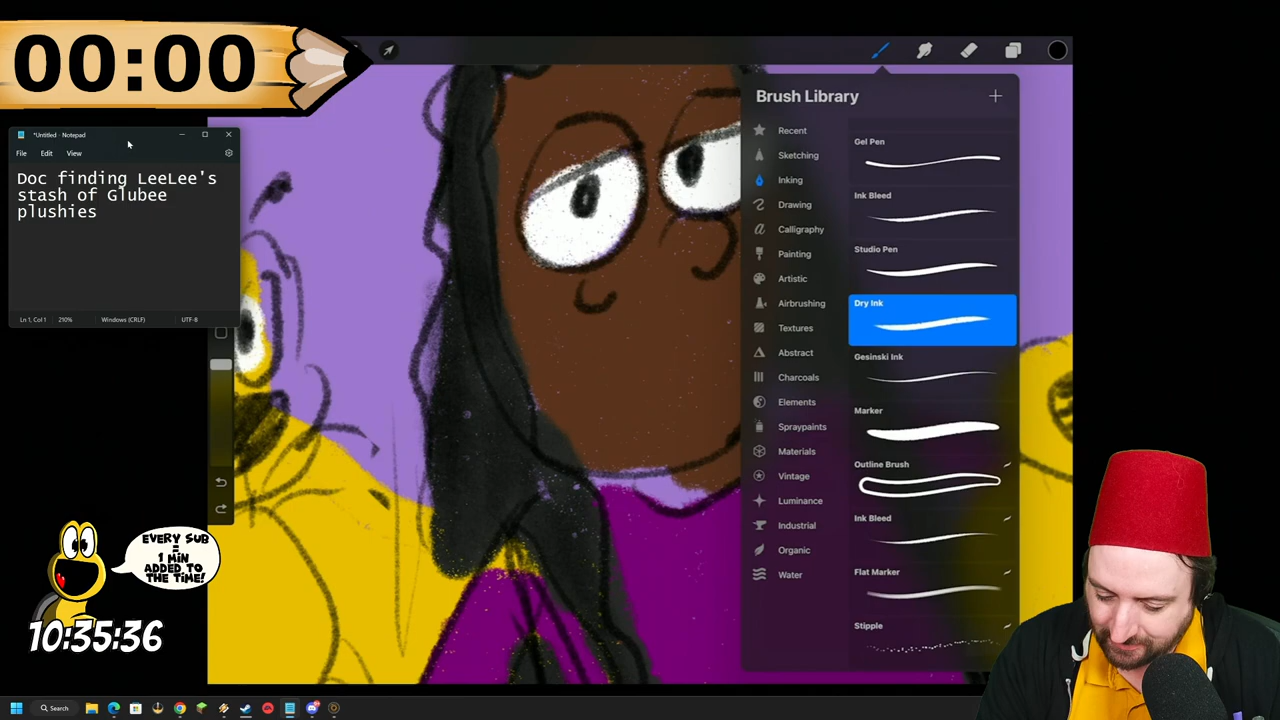 00:00
*Untitled - Notepad
File Edit View
Doc finding LeeLee's
stash of Glubee
plushies
Ln 1, Col 1 210% Windows (CRLF) UTF-8
Brush Library
Recent
Sketching
Inking
Drawing
Calligraphy
Painting
Artistic
Airbrushing
Textures
Abstract
Charcoals
Elements
Spraypaints
Materials
Vintage
Luminance
Industrial
Organic
Water
Gel Pen
Ink Bleed
Studio Pen
Dry Ink
Gesinski Ink
Marker
Outline Brush
Ink Bleed
Flat Marker
Stipple
EVERY SUB
=
1 MIN
ADDED TO
THE TIME!
10:35:36
Search